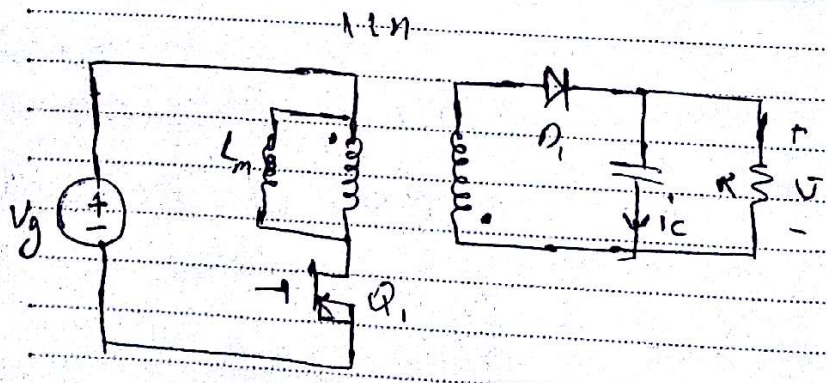 1 : n
Lm
D1
Vg
+
-
ic
R
+
V
-
Q1